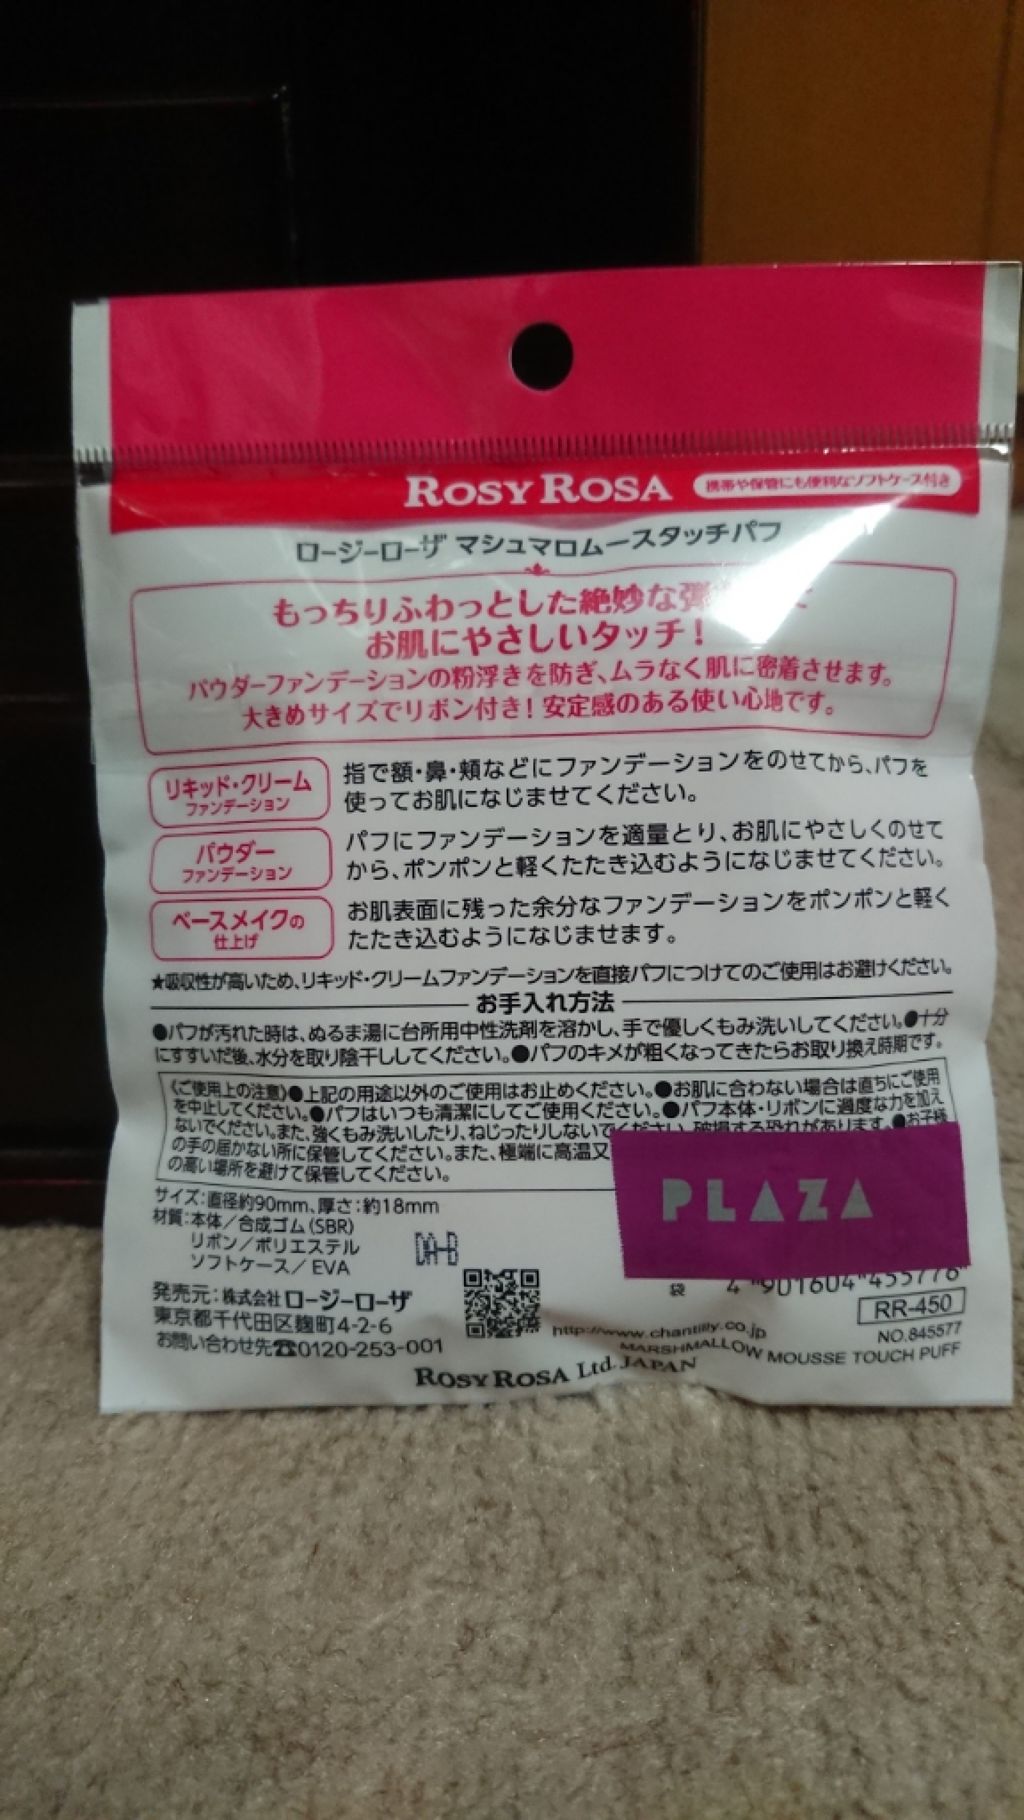 ROSY ROSA 携帯や保管にも便利なソフトケース付き
ロージーローザ マシュマロムースタッチパフ
もっちりふわっとした絶妙な弾
お肌にやさしいタッチ!
パウダーファンデーションの粉浮きを防ぎ、ムラなく肌に密着させます。
大きめサイズでリボン付き!安定感のある使い心地です。
リキッド・クリーム
ファンデーション
指で額・鼻・頬などにファンデーションをのせてから、パフを
使ってお肌になじませてください。
パウダー
ファンデーション
パフにファンデーションを適量とり、お肌にやさしくのせて
から、ポンポンと軽くたたき込むようになじませてください。
ベースメイクの
仕上げ
お肌表面に残った余分なファンデーションをポンポンと軽く
たたき込むようになじませます。
★吸収性が高いため、リキッド・クリームファンデーションを直接パフにつけてのご使用はお避けください。
お手入れ方法
●パフが汚れた時は、ぬるま湯に台所用中性洗剤を溶かし、手で優しくもみ洗いしてください。●十分
にすすいだ後、水分を取り陰干ししてください。●パフのキメが粗くなってきたらお取り換え時期です。
《ご使用上の注意》●上記の用途以外のご使用はお止めください。●お肌に合わない場合は直ちにご使用
を中止してください。●パフはいつも清潔にしてご使用ください。●パフ本体・リボンに過度な力を加え
ないでください。また、強くもみ洗いしたり、ねじったりしないでください。破損する恐れがあります。●お子様
の手の届かない所に保管してください。また、極端に高温又
の高い場所を避けて保管してください。
PLAZA
サイズ:直径約90mm、厚さ:約18mm
材質:本体/合成ゴム(SBR)
リボン/ポリエステル
ソフトケース/EVA
DA-B
発売元:株式会社ロージーローザ
東京都千代田区麹町4-2-6
お問い合わせ先☎0120-253-001
袋
4 901604 455776
RR-450
http://www.chantilly.co.jp
NO.845577
MARSHMALLOW MOUSSE TOUCH PUFF
ROSY ROSA Ltd. JAPAN